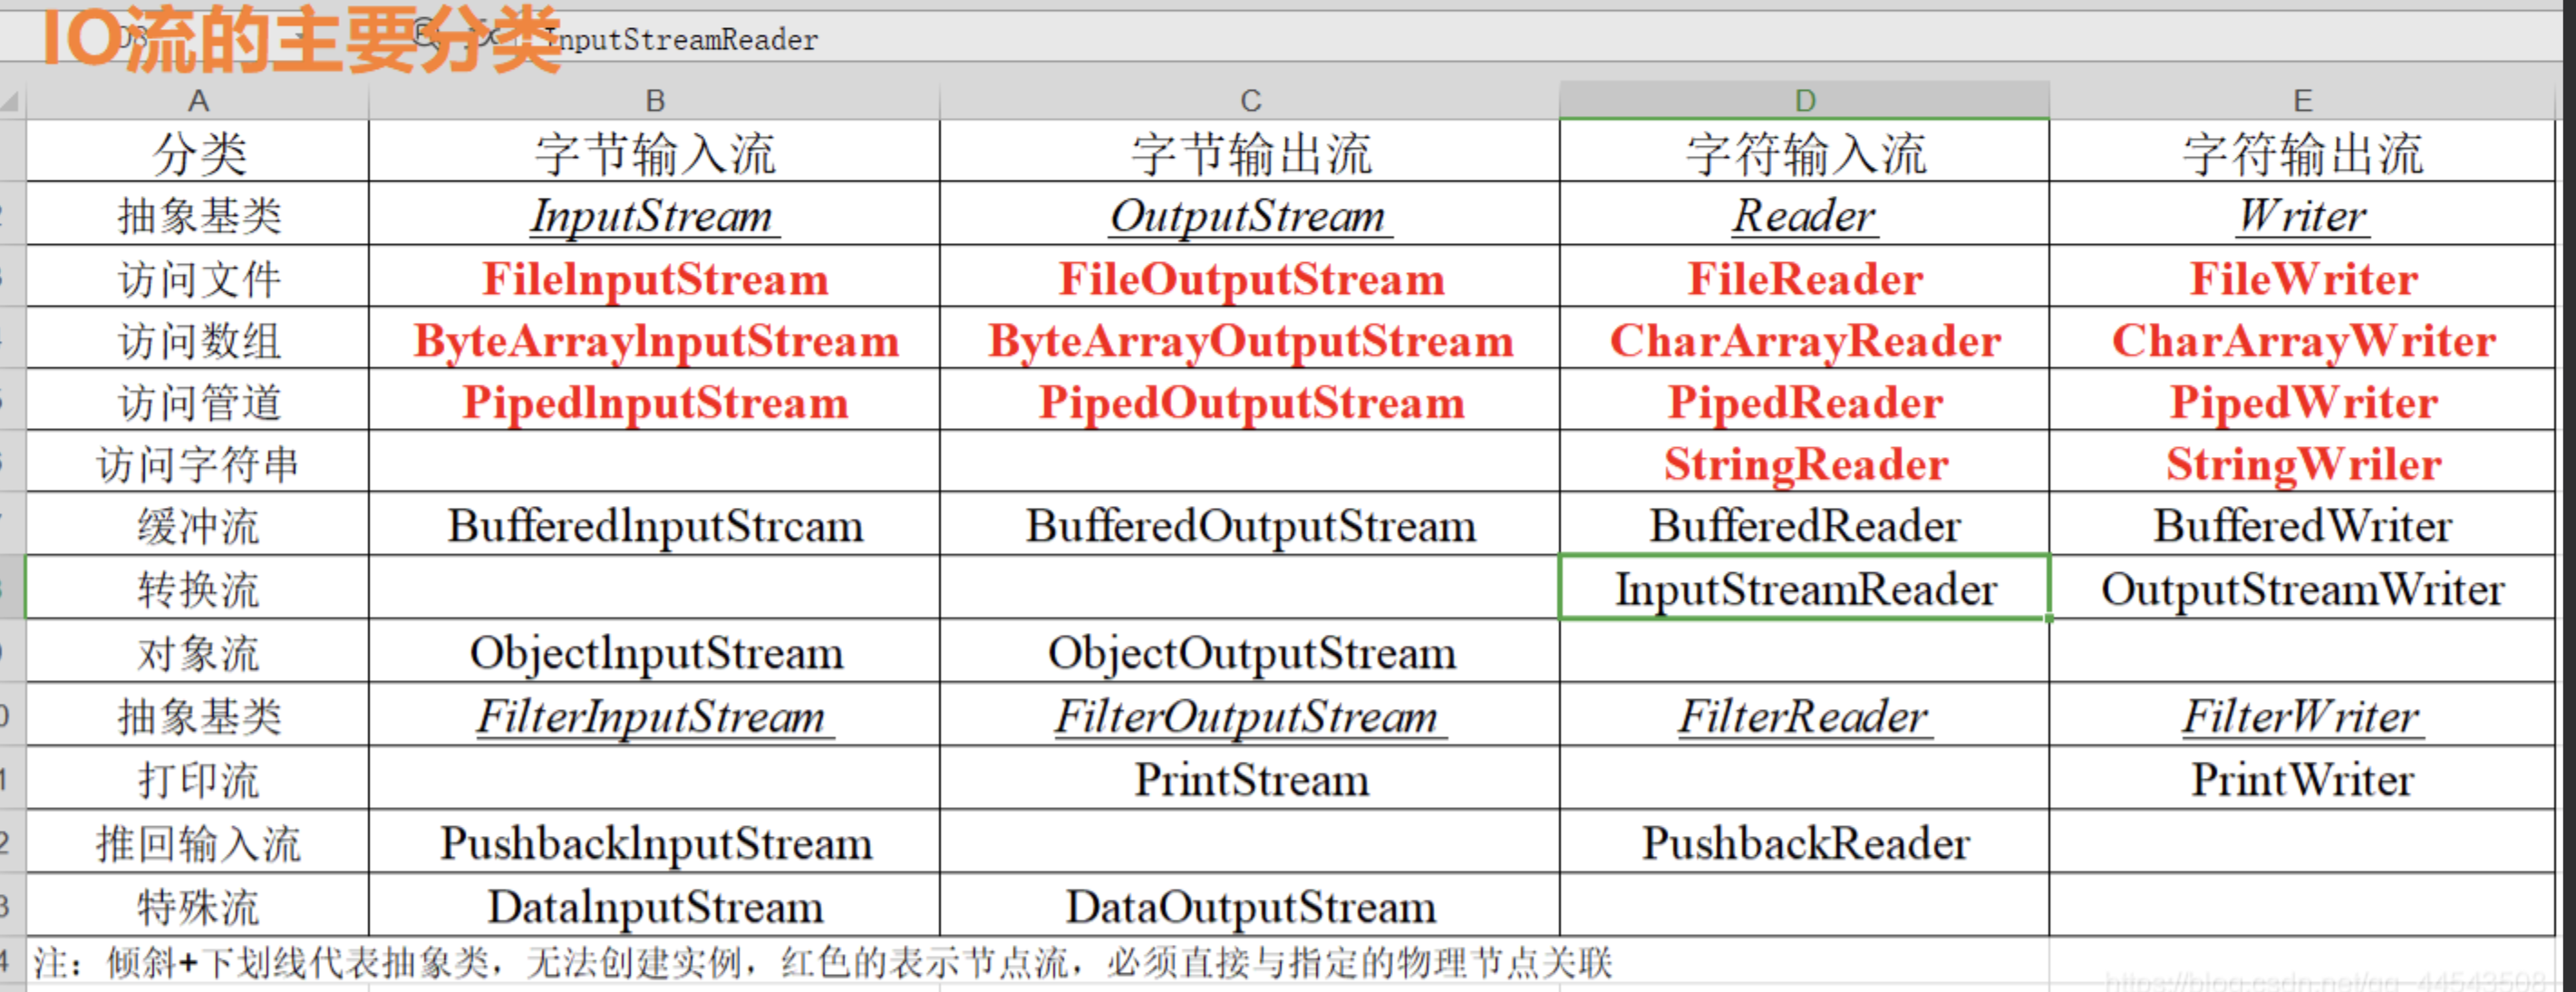 IO流的主要分类
InputStreamReader
A B C D E
分类 字节输入流 字节输出流 字符输入流 字符输出流
抽象基类 InputStream OutputStream Reader Writer
访问文件 FilelnputStream FileOutputStream FileReader FileWriter
访问数组 ByteArraylnputStream ByteArrayOutputStream CharArrayReader CharArrayWriter
访问管道 PipedlnputStream PipedOutputStream PipedReader PipedWriter
访问字符串 StringReader StringWriler
缓冲流 BufferedlnputStrcam BufferedOutputStream BufferedReader BufferedWriter
转换流 InputStreamReader OutputStreamWriter
对象流 ObjectlnputStream ObjectOutputStream
抽象基类 FilterInputStream FilterOutputStream FilterReader FilterWriter
打印流 PrintStream PrintWriter
推回输入流 PushbacklnputStream PushbackReader
特殊流 DatalnputStream DataOutputStream
注：倾斜+下划线代表抽象类，无法创建实例，红色的表示节点流，必须直接与指定的物理节点关联
https://blog.csdn.net/qq_44543508